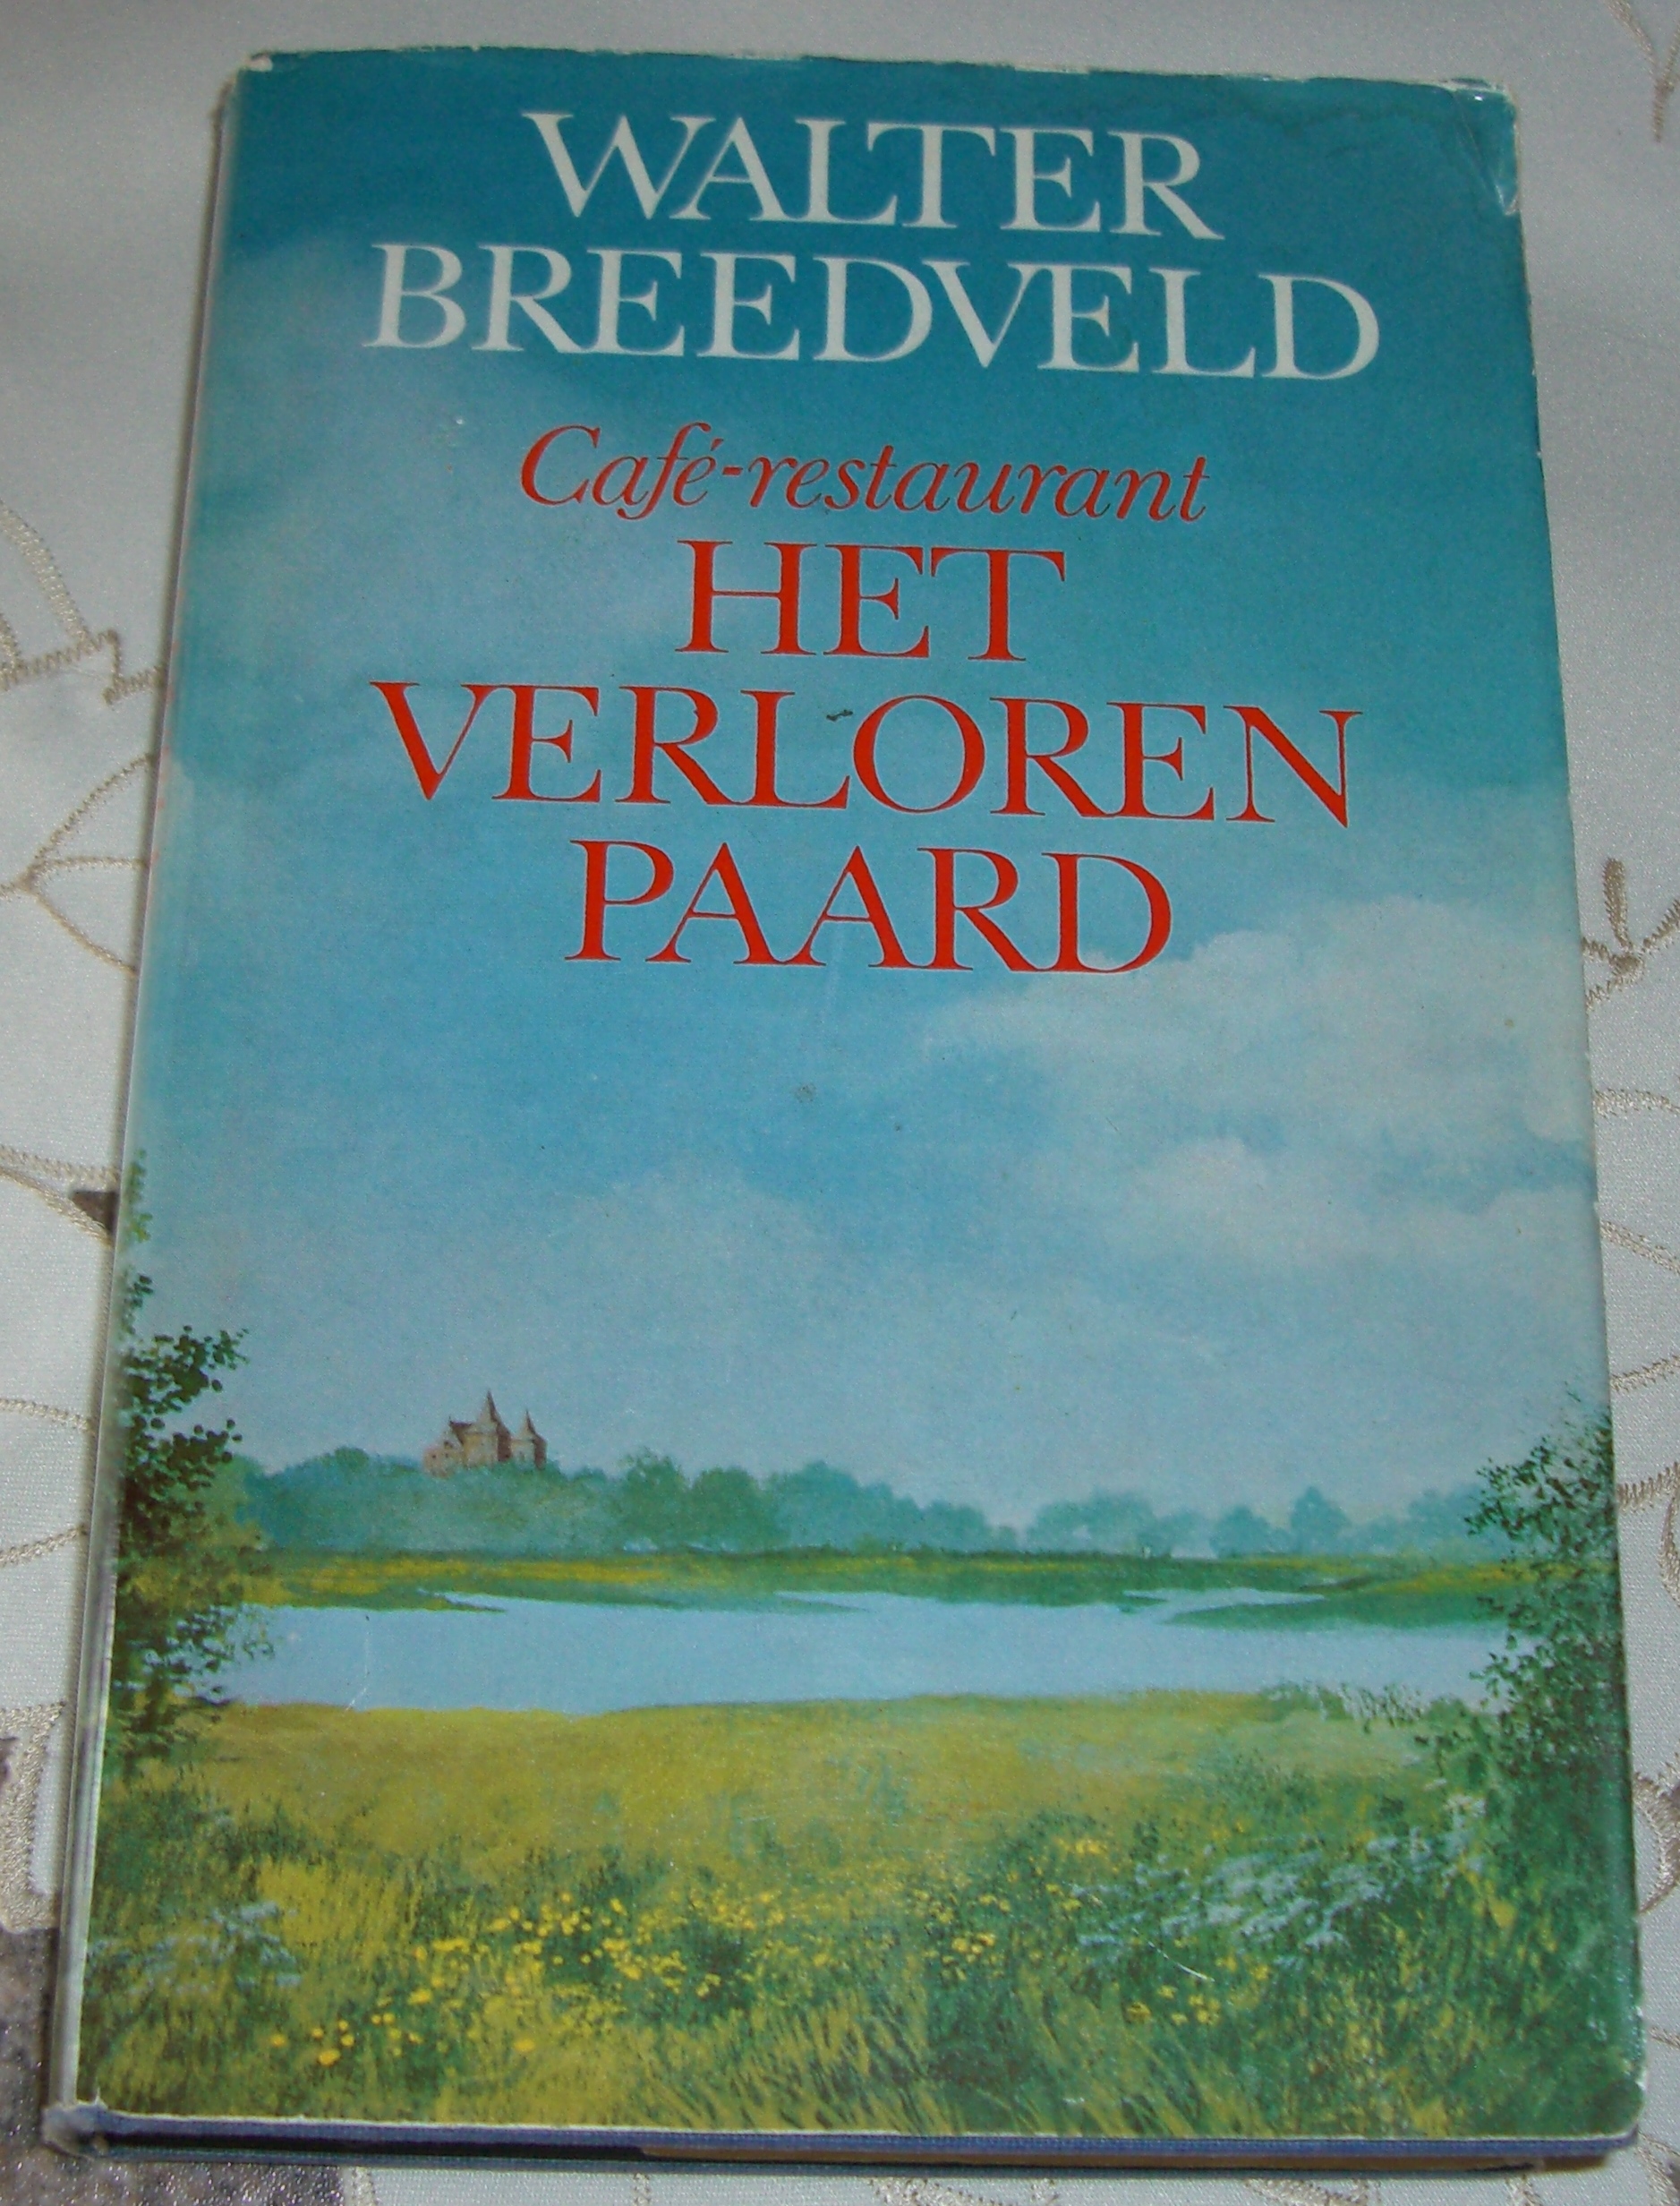 WALTER
BREEDVELD
Café-restaurant
HET
VERLOREN
PAARD